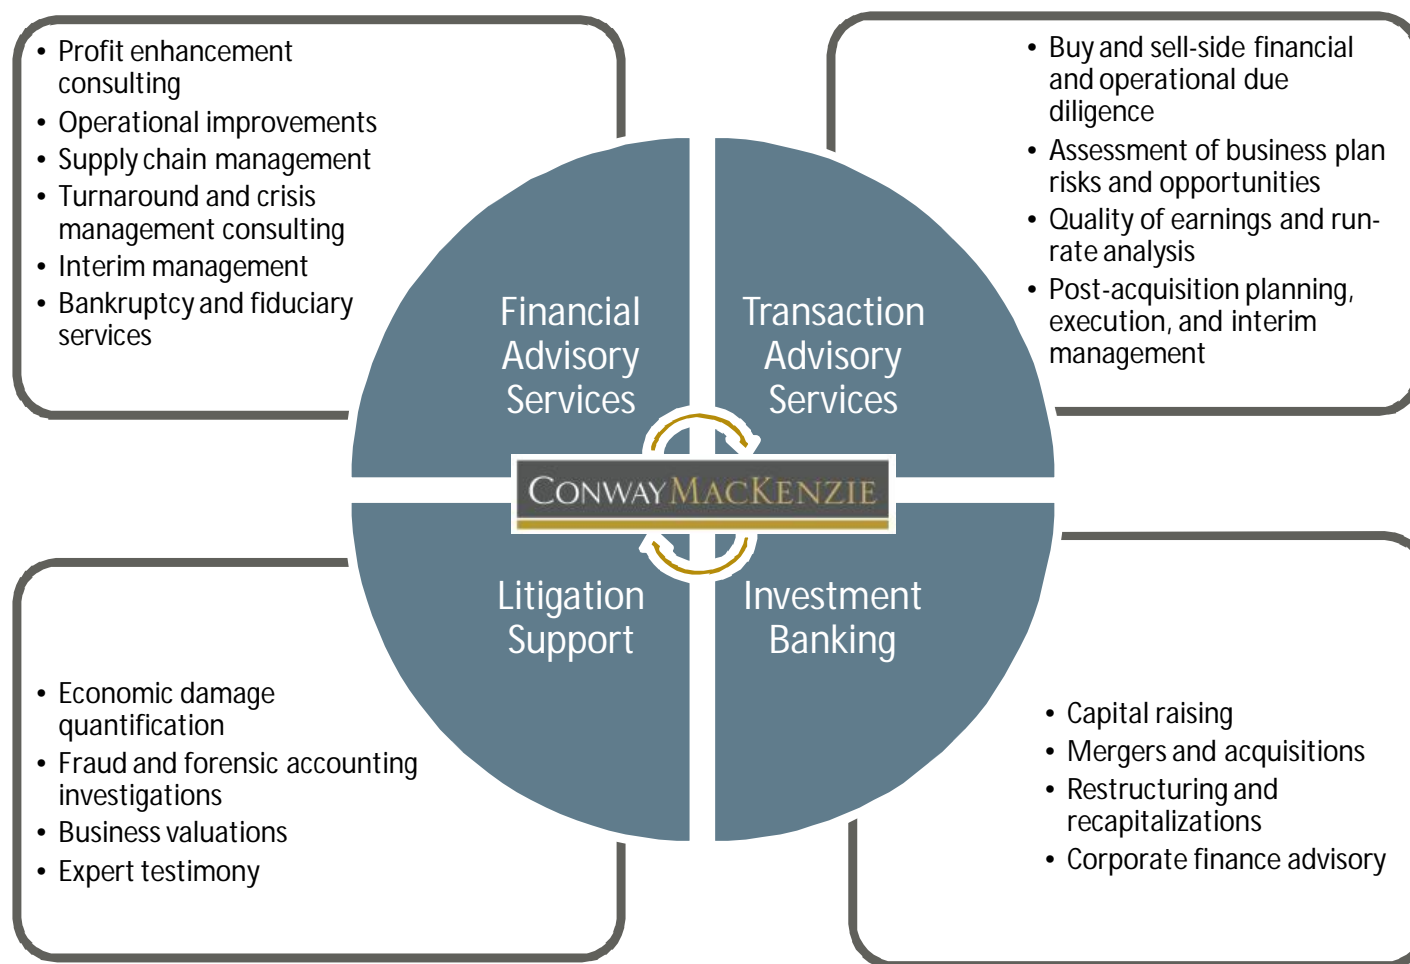 • Profit enhancement
consulting
• Operational improvements
• Supply chain management
• Turnaround and crisis
management consulting
• Interim management
• Bankruptcy and fiduciary
services
• Buy and sell-side financial
and operational due
diligence
• Assessment of business plan
risks and opportunities
• Quality of earnings and run-
rate analysis
• Post-acquisition planning,
execution, and interim
management
Financial
Advisory
Services
Transaction
Advisory
Services
CONWAY MACKENZIE
Litigation
Support
Investment
Banking
• Economic damage
quantification
• Fraud and forensic accounting
investigations
• Business valuations
• Expert testimony
• Capital raising
• Mergers and acquisitions
• Restructuring and
recapitalizations
• Corporate finance advisory